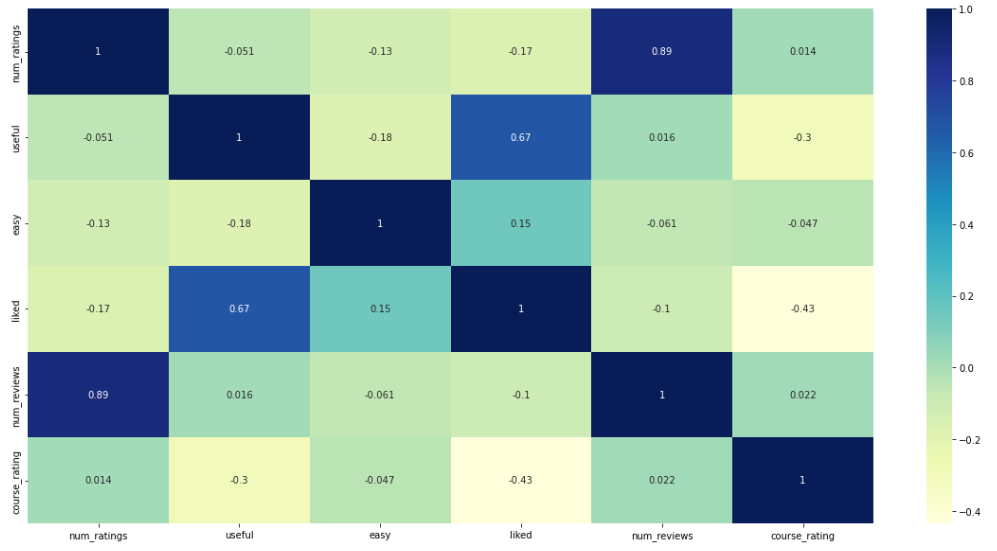 num_ratings 1 -0.051 -0.13 -0.17 0.89 0.014
useful -0.051 1 -0.18 0.67 0.016 -0.3
easy -0.13 -0.18 1 0.15 -0.061 -0.047
liked -0.17 0.67 0.15 1 -0.1 -0.43
num_reviews 0.89 0.016 -0.061 -0.1 1 0.022
course_rating 0.014 -0.3 -0.047 -0.43 0.022 1
num_ratings useful easy liked num_reviews course_rating
1.0
0.8
0.6
0.4
0.2
0.0
−0.2
−0.4